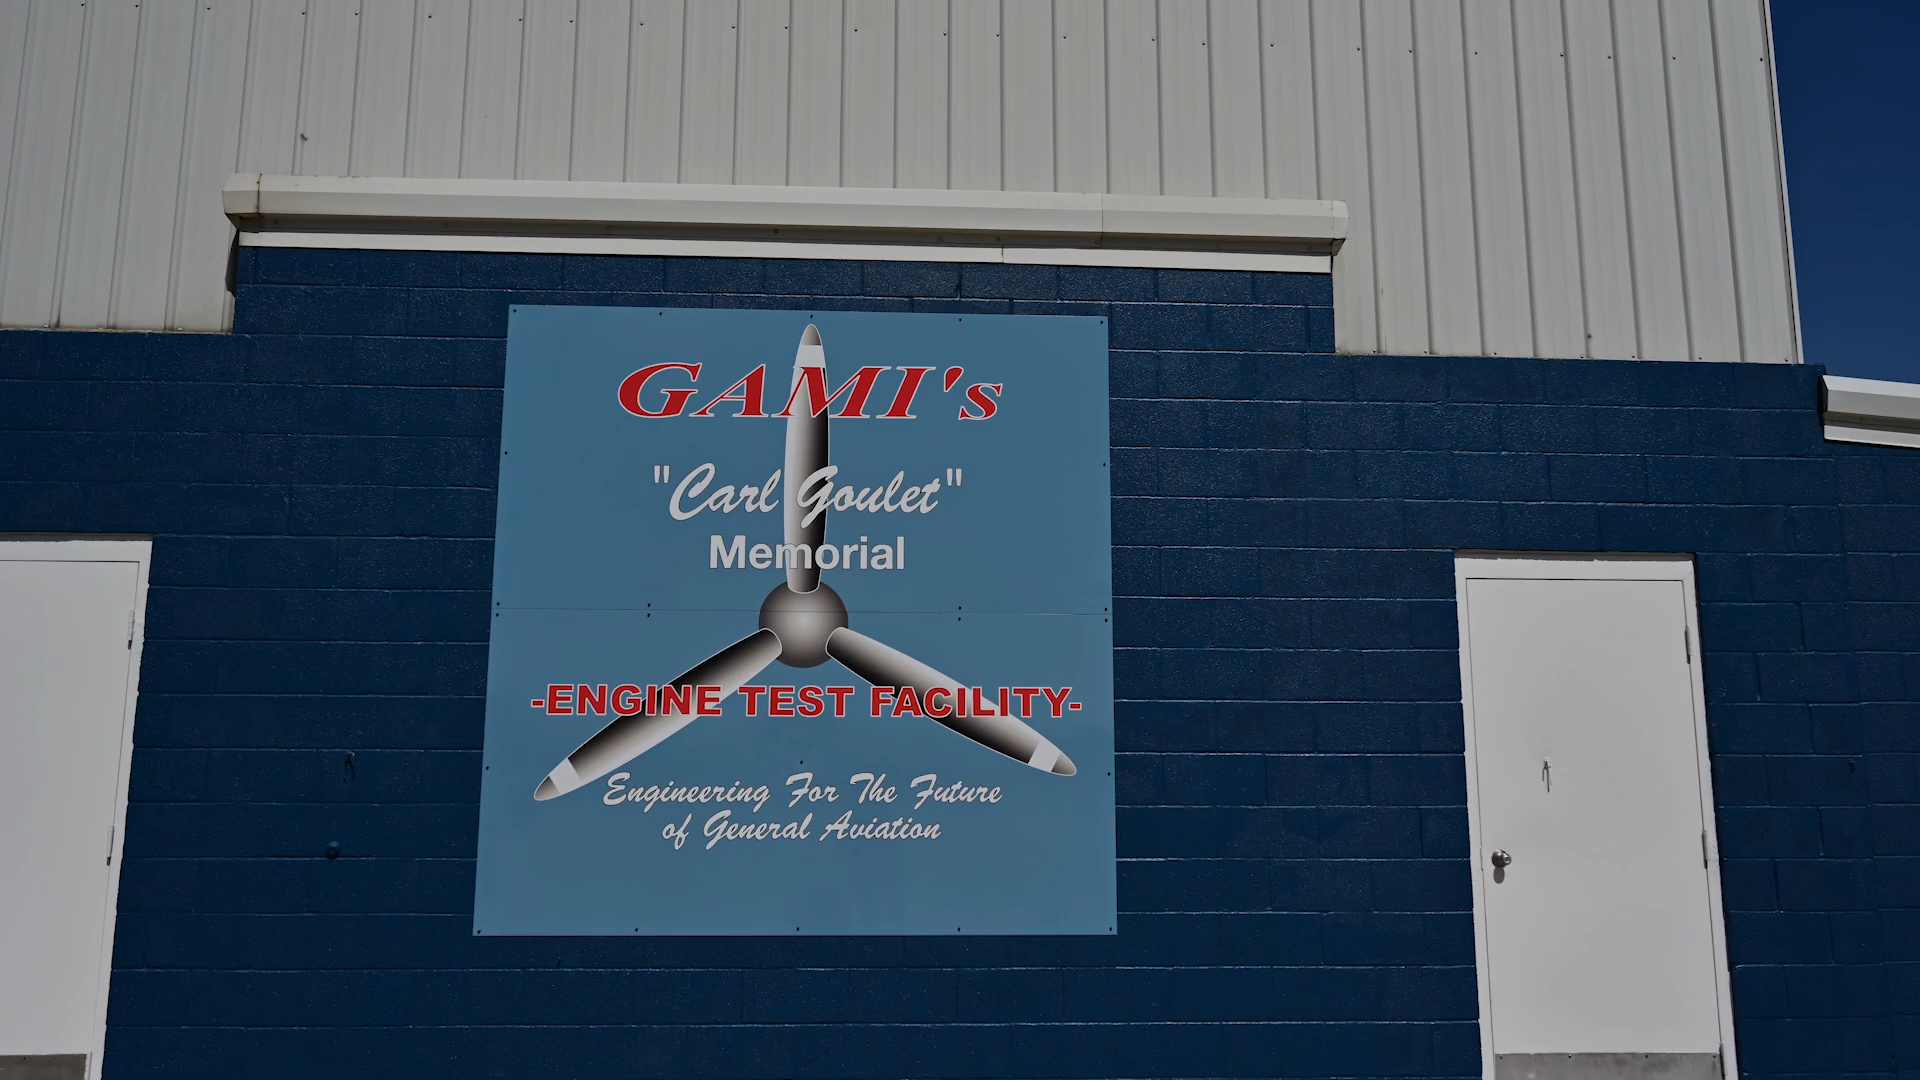 GAMI's
"Carl Goulet"
Memorial
-ENGINE TEST FACILITY-
Engineering For The Future
of General Aviation